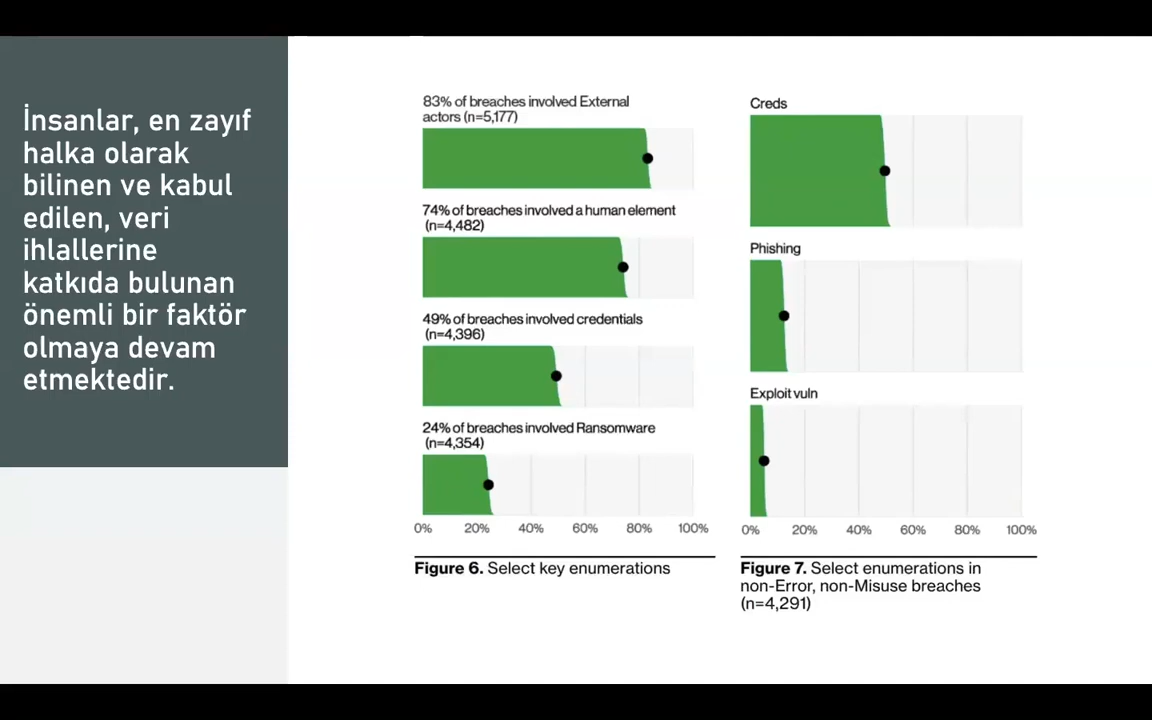 İnsanlar, en zayıf
halka olarak
bilinen ve kabul
edilen, veri
ihlallerine
katkıda bulunan
önemli bir faktör
olmaya devam
etmektedir.
83% of breaches involved External
actors (n=5,177)
74% of breaches involved a human element
(n=4,482)
49% of breaches involved credentials
(n=4,396)
24% of breaches involved Ransomware
(n=4,354)
0% 20% 40% 60% 80% 100%
Figure 6. Select key enumerations
Creds
Phishing
Exploit vuln
0% 20% 40% 60% 80% 100%
Figure 7. Select enumerations in
non-Error, non-Misuse breaches
(n=4,291)